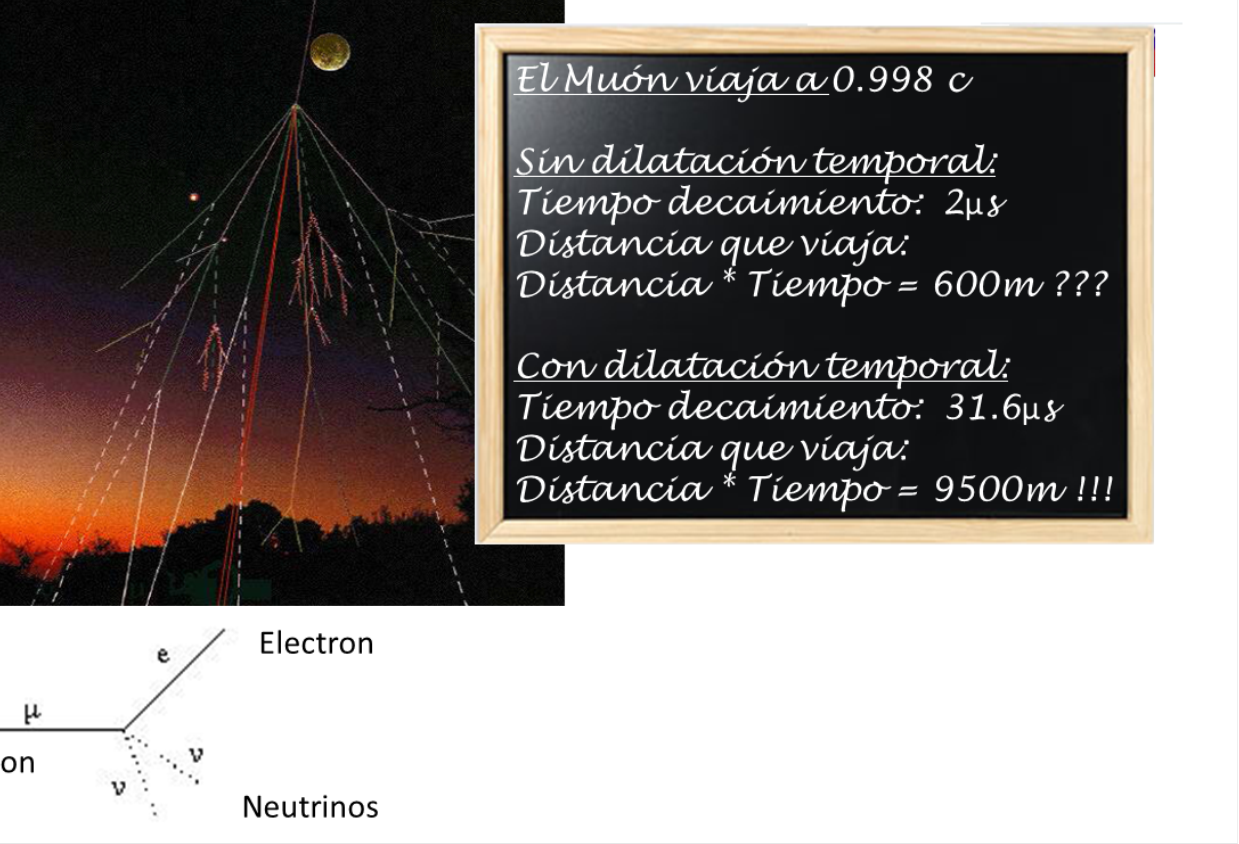 El Muón viaja a 0.998 c
Sin dilatación temporal:
Tiempo decaimiento: 2μs
Distancia que viaja:
Distancia * Tiempo = 600m ???
Con dilatación temporal:
Tiempo decaimiento: 31.6μs
Distancia que viaja:
Distancia * Tiempo = 9500m !!!
e
Electron
μ
on
ν
ν
Neutrinos